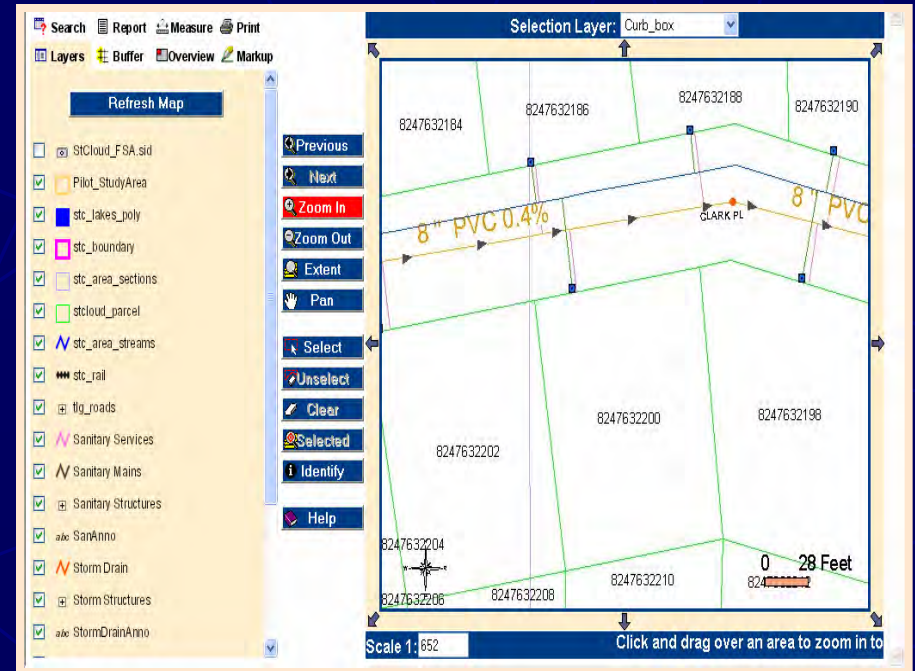 Search Report Measure Print
Layers Buffer Overview Markup
Refresh Map
StCloud_FSA.sid
Pilot_StudyArea
stc_lakes_poly
stc_boundary
stc_area_sections
stcloud_parcel
stc_area_streams
stc_rail
tlg_roads
Sanitary Services
Sanitary Mains
Sanitary Structures
abc SanAnno
Storm Drain
Storm Structures
abc StormDrainAnno
Previous
Next
Zoom In
Zoom Out
Extent
Pan
Select
Unselect
Clear
Selected
Identify
Help
Selection Layer: Curb_box
8247632184
8247632186
8247632188
8247632190
8" PVC 0.4%
CLARK PL
8" PVC
8247632202
8247632200
8247632198
8247632204
8247632206
8247632208
8247632210
0 28 Feet
Scale 1: 652
Click and drag over an area to zoom in to